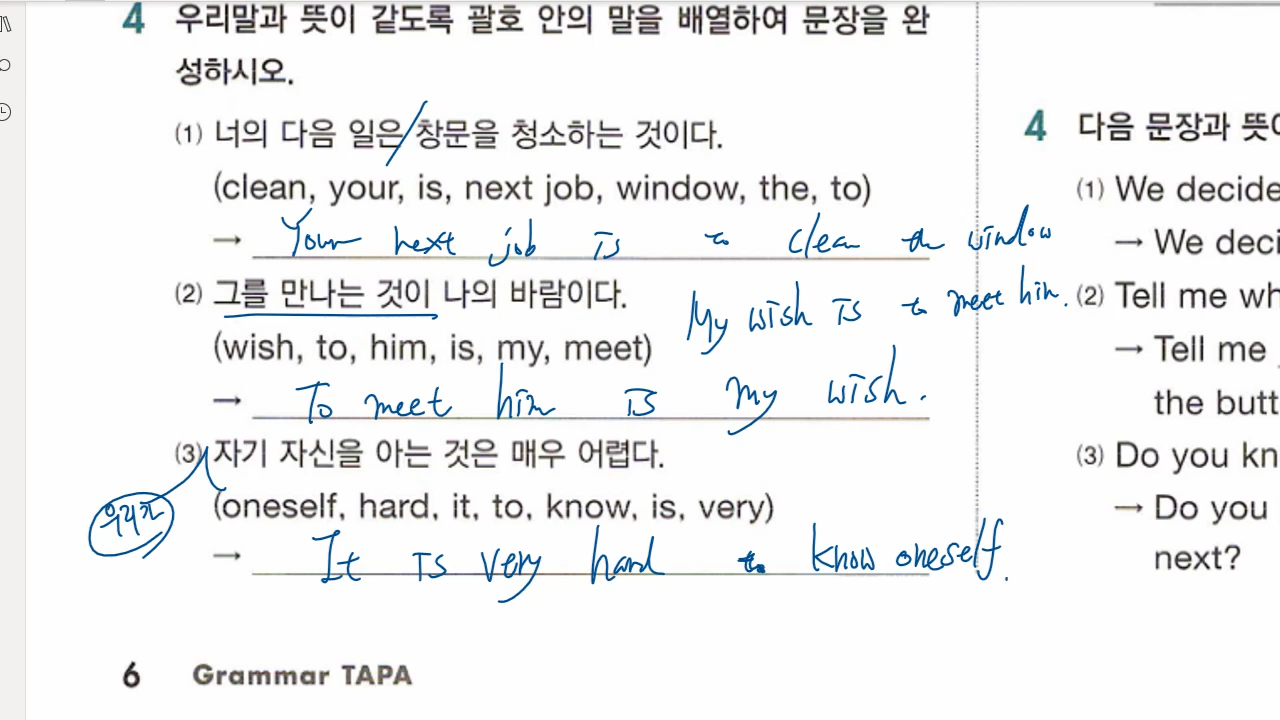 4 우리말과 뜻이 같도록 괄호 안의 말을 배열하여 문장을 완
성하시오.
(1) 너의 다음 일은/창문을 청소하는 것이다.
(clean, your, is, next job, window, the, to)
→ Your next job is to clean the window
(2) 그를 만나는 것이 나의 바람이다.
My wish is to meet him.
(wish, to, him, is, my, meet)
→ To meet him is my wish.
(3) 자기 자신을 아는 것은 매우 어렵다.
우리가
(oneself, hard, it, to, know, is, very)
→ It is very hard to know oneself.
6 Grammar TAPA
4 다음 문장과 뜻이
(1) We decide
→ We deci
(2) Tell me wh
→ Tell me
the butt
(3) Do you kn
→ Do you
next?